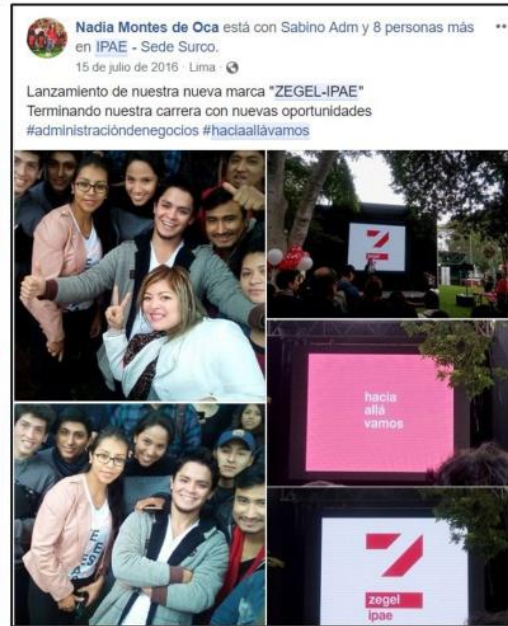 Nadia Montes de Oca está con Sabino Adm y 8 personas más
en IPAE - Sede Surco.
15 de julio de 2016 · Lima ·
Lanzamiento de nuestra nueva marca "ZEGEL-IPAE"
Terminando nuestra carrera con nuevas oportunidades
#administracióndenegocios #haciaallávamos
zegel
hacia
allá
vamos
zegel
ipae